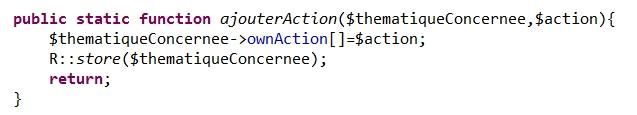 public static function ajouterAction($thematiqueConcernee,$action){
    $thematiqueConcernee->ownAction[]=$action;
    R::store($thematiqueConcernee);
    return;
}